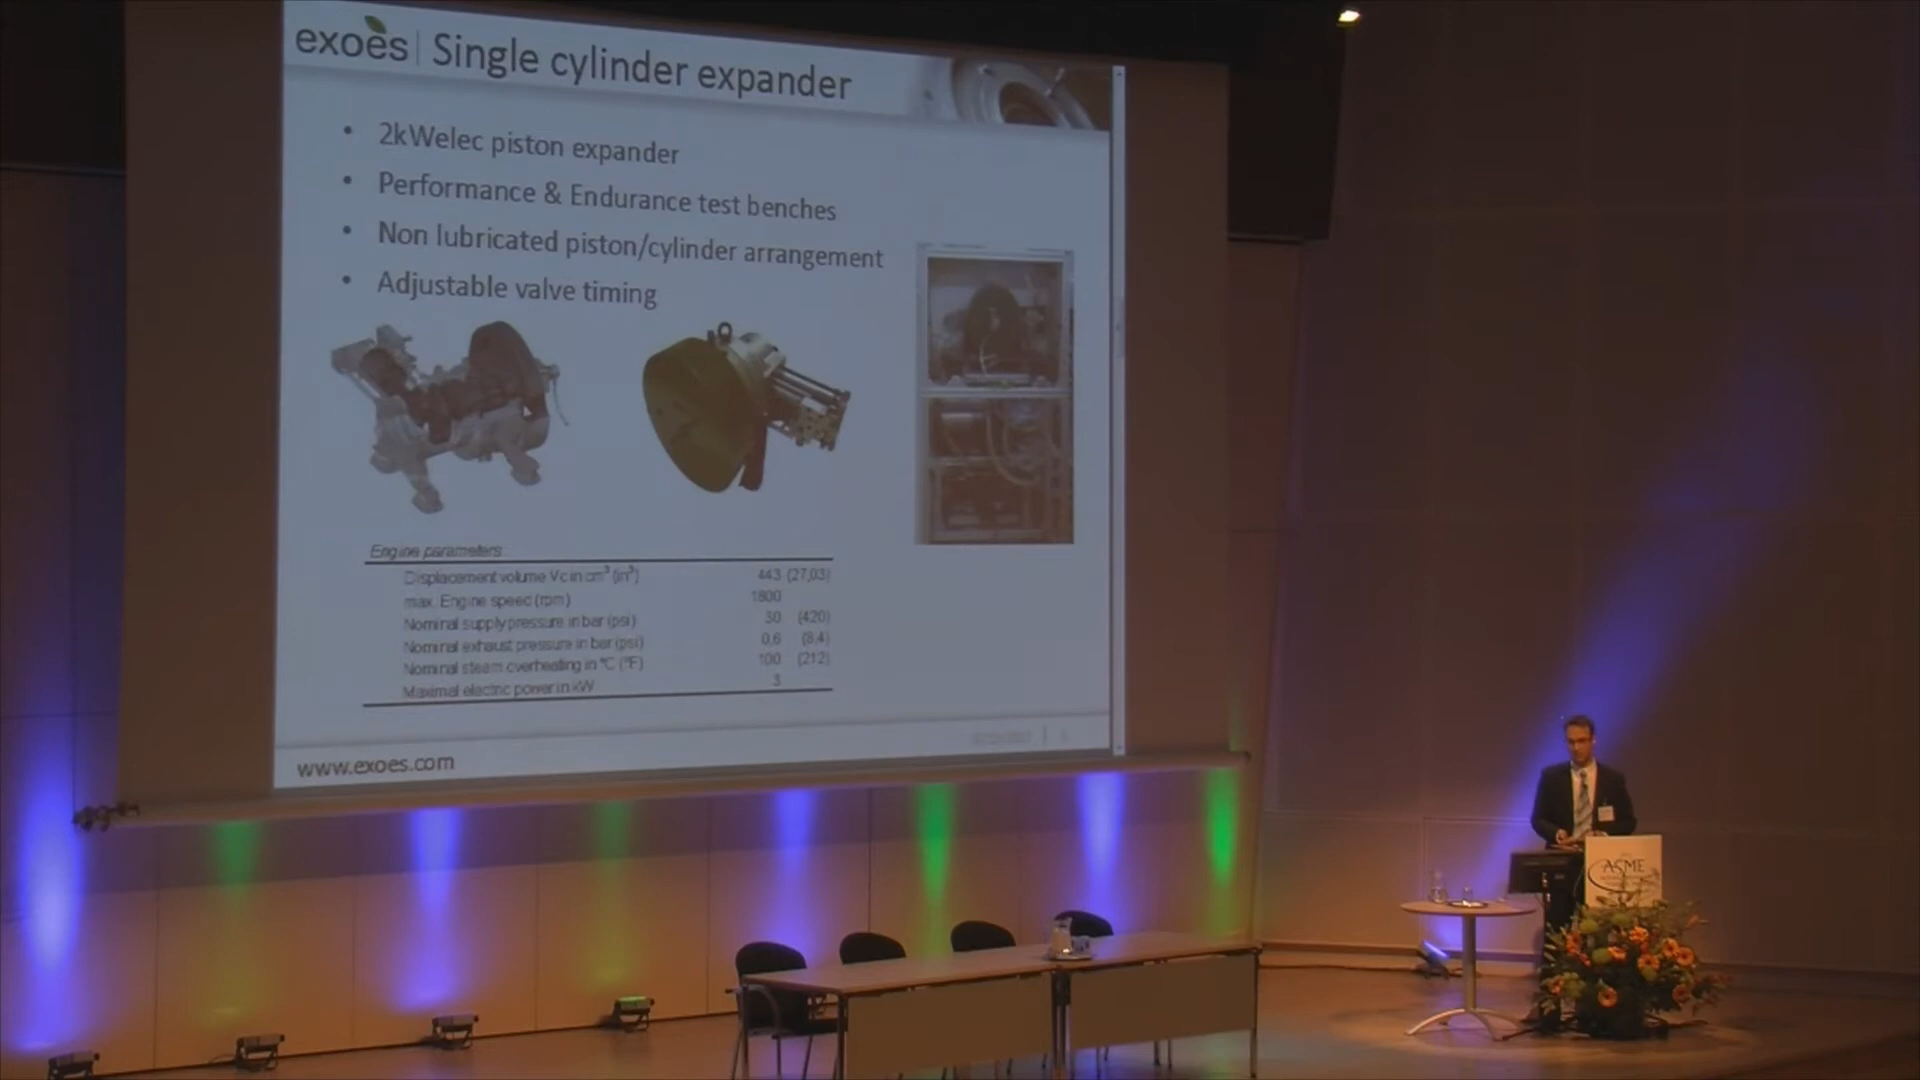 exoès | Single cylinder expander
• 2kWelec piston expander
• Performance & Endurance test benches
• Non lubricated piston/cylinder arrangement
• Adjustable valve timing
Engine parameters:
Displacement volume Vc in cm³ (in³) 443 (27,03)
max. Engine speed (rpm) 1800
Nominal supply pressure in bar (psi) 30 (420)
Nominal exhaust pressure in bar (psi) 0,6 (8,4)
Nominal steam overheating in °C (°F) 100 (212)
Maximal electric power in kW 3
www.exoes.com
ASME